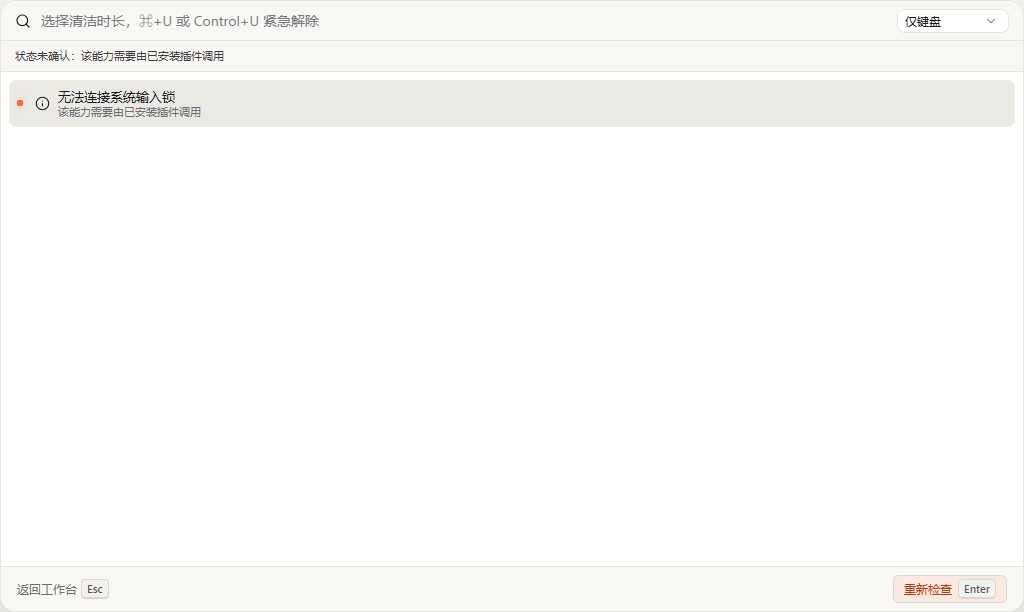 选择清洁时长，⌘+U 或 Control+U 紧急解除
仅键盘
状态未确认：该能力需要由已安装插件调用
无法连接系统输入锁
该能力需要由已安装插件调用
返回工作台 Esc
重新检查 Enter